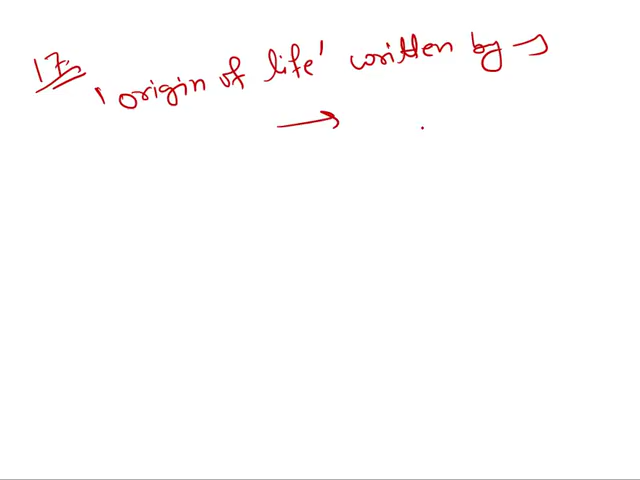 17.
'origin of life' written by →
→ .